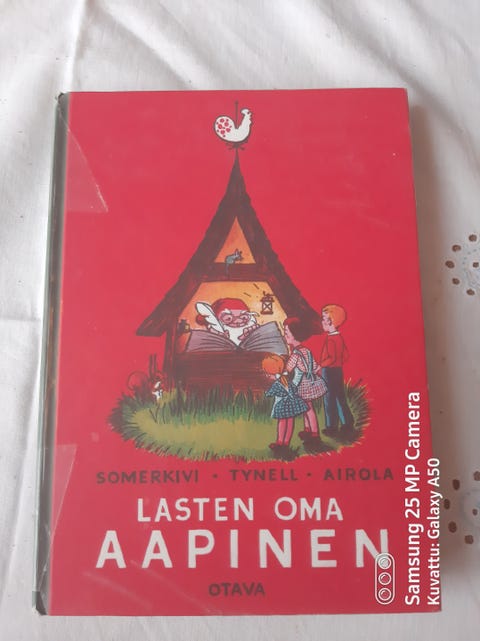 SOMERKIVI · TYNELL · AIROLA
LASTEN OMA
AAPINEN
OTAVA
Samsung 25 MP Camera
Kuvattu: Galaxy A50